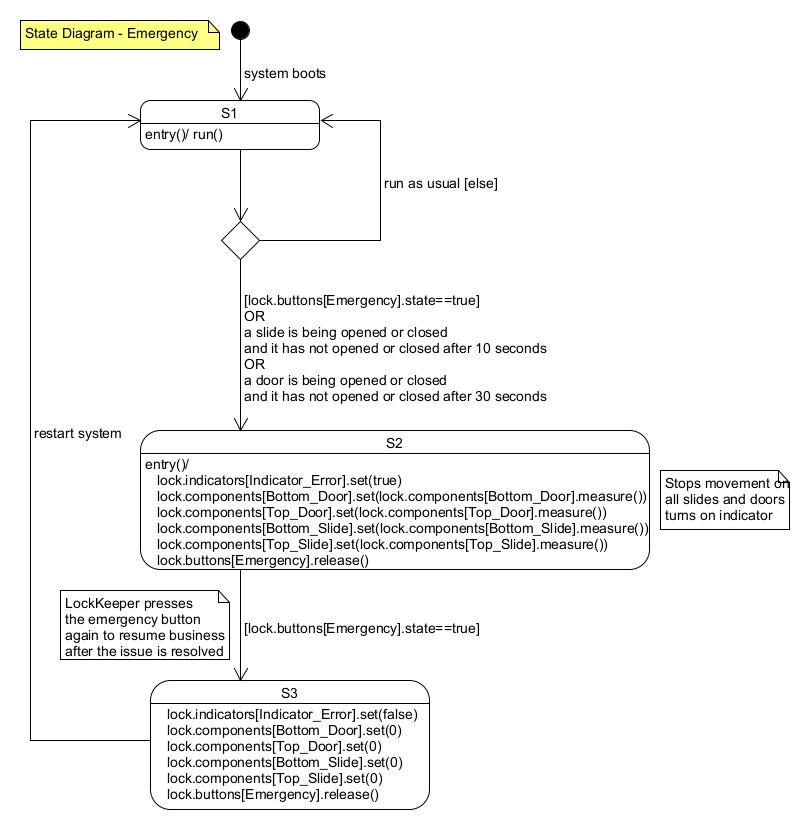 State Diagram - Emergency
system boots
S1
entry()/ run()
run as usual [else]
[lock.buttons[Emergency].state==true]
OR
a slide is being opened or closed
and it has not opened or closed after 10 seconds
OR
a door is being opened or closed
and it has not opened or closed after 30 seconds
restart system
S2
entry()/
lock.indicators[Indicator_Error].set(true)
lock.components[Bottom_Door].set(lock.components[Bottom_Door].measure())
lock.components[Top_Door].set(lock.components[Top_Door].measure())
lock.components[Bottom_Slide].set(lock.components[Bottom_Slide].measure())
lock.components[Top_Slide].set(lock.components[Top_Slide].measure())
lock.buttons[Emergency].release()
Stops movement on
all slides and doors
turns on indicator
LockKeeper presses
the emergency button
again to resume business
after the issue is resolved
[lock.buttons[Emergency].state==true]
S3
lock.indicators[Indicator_Error].set(false)
lock.components[Bottom_Door].set(0)
lock.components[Top_Door].set(0)
lock.components[Bottom_Slide].set(0)
lock.components[Top_Slide].set(0)
lock.buttons[Emergency].release()